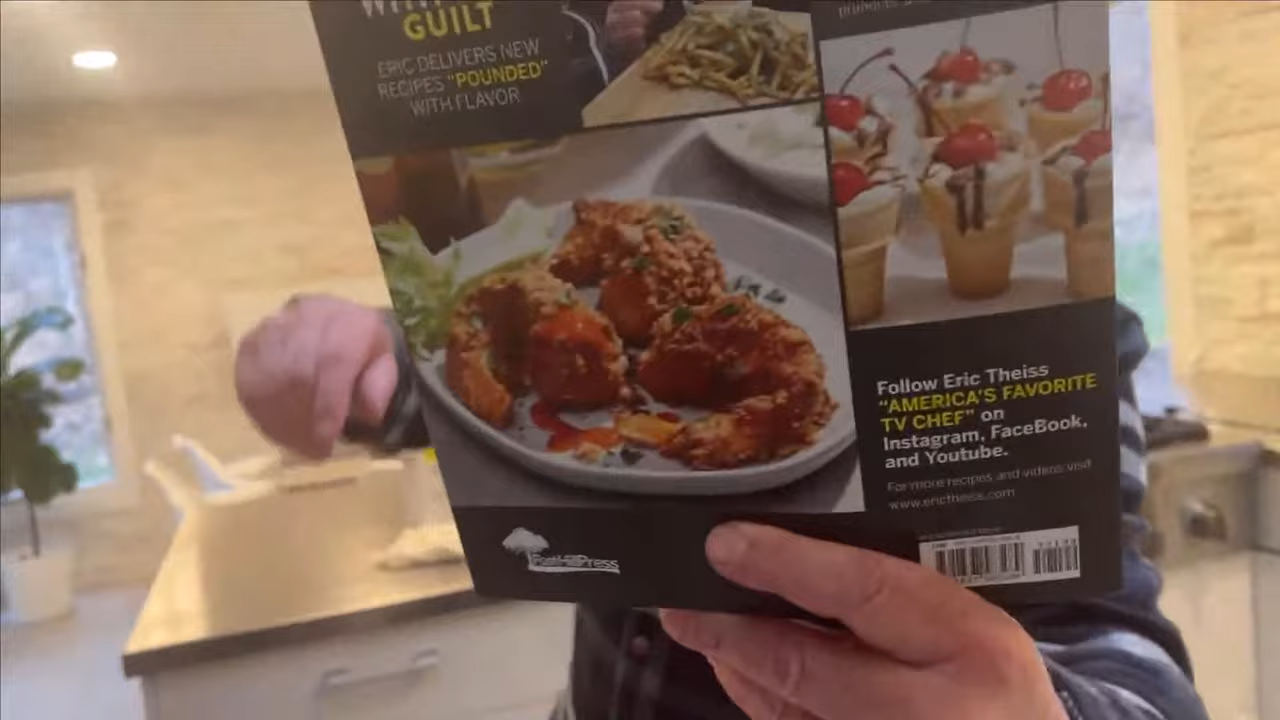 GUILT
ERIC DELIVERS NEW
RECIPES "POUNDED"
WITH FLAVOR
Follow Eric Theiss
"AMERICA'S FAVORITE
TV CHEF" on
Instagram, FaceBook,
and Youtube.
For more recipes and videos visit
www.erictheiss.com
PostHillPress